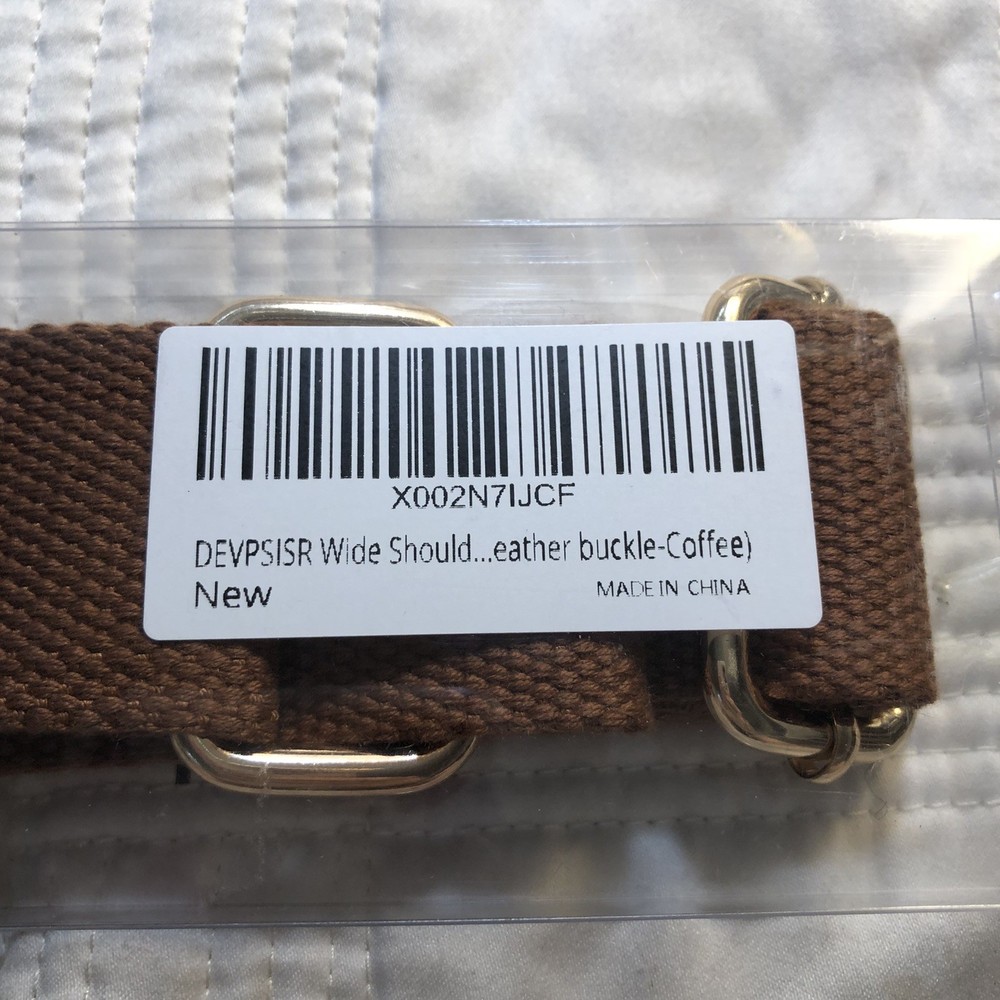 X002N7IJCF
DEVPSISR Wide Should...eather buckle-Coffee)
New
MADE IN CHINA